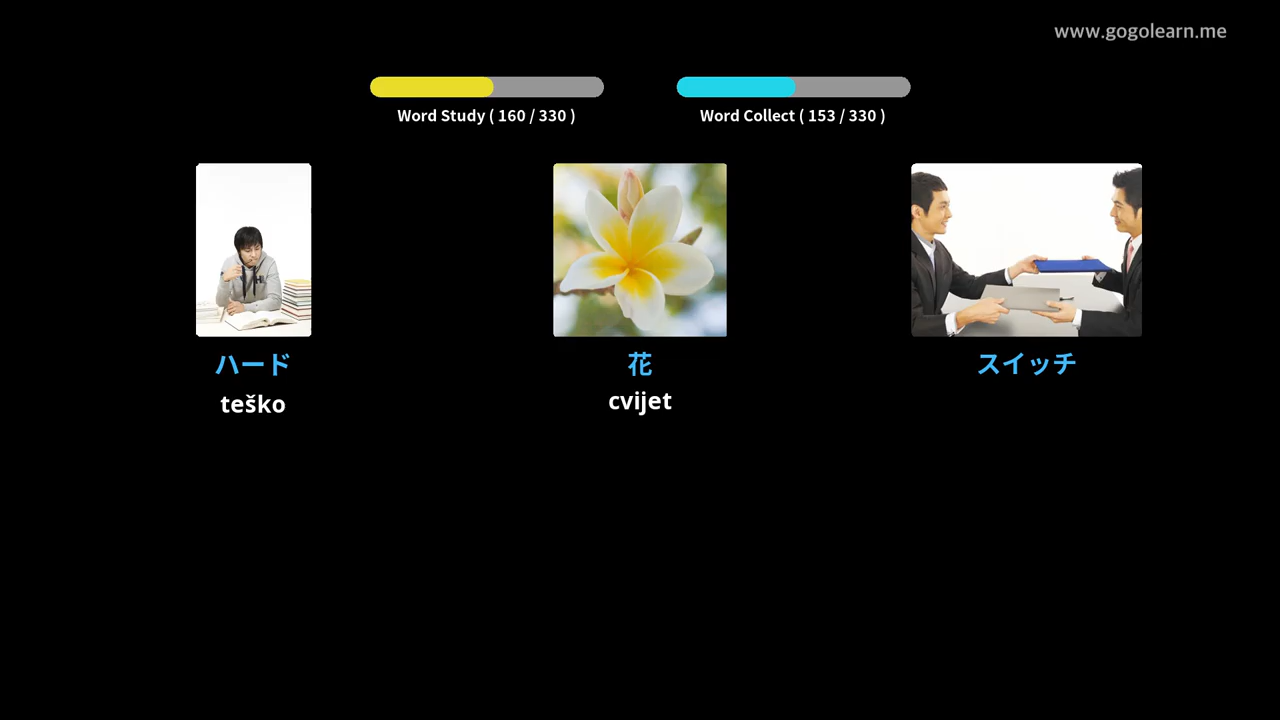 www.gogolearn.me
Word Study ( 160 / 330 )
Word Collect ( 153 / 330 )
ハード
花
スイッチ
teško
cvijet